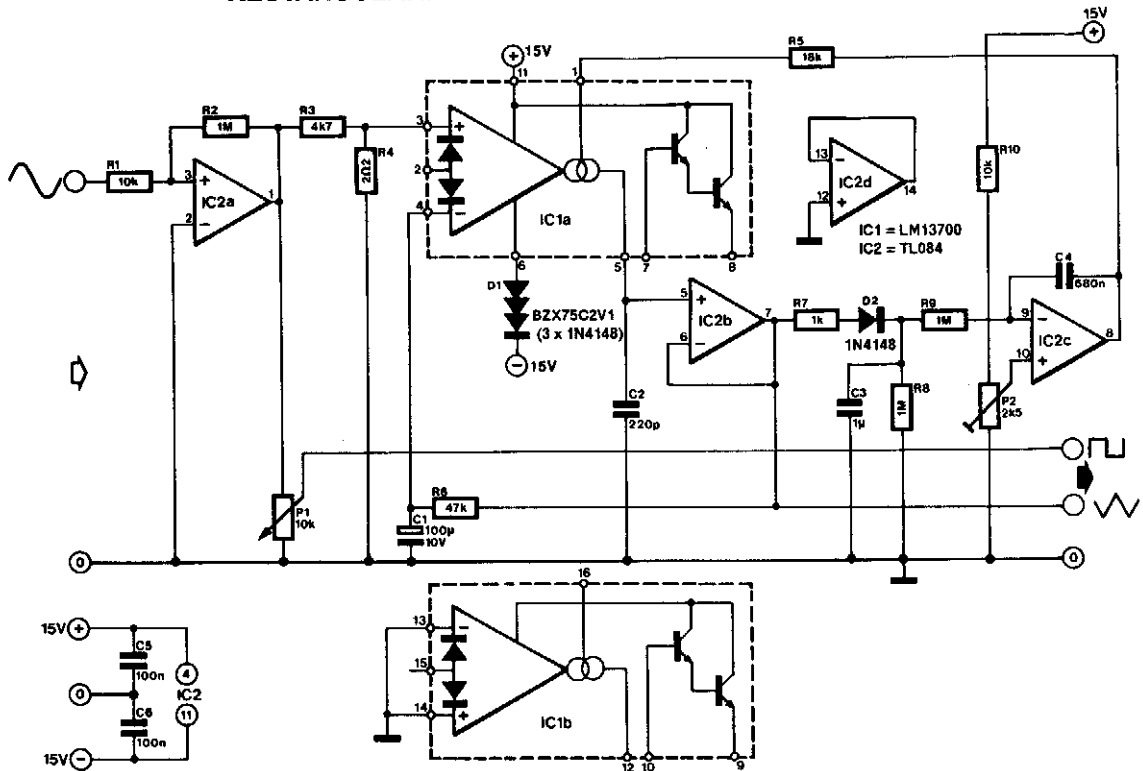 15V
15V
11
1
R5
18k
R2
1M
R3
4k7
R1
10k
R4
2Ω2
3
2
4
3
+
IC2a
−
2
1
+
−
IC1a
6
5
7
8
13
−
IC2d
12
+
14
IC1 = LM13700
IC2 = TL084
R10
10k
D1
BZX75C2V1
(3 x 1N4148)
15V
5
+
IC2b
6
−
7
R7
1k
D2
1N4148
R9
1M
C4
680n
9
−
10
+
IC2c
8
C2
220p
C3
1µ
R8
1M
P2
2k5
P1
10k
R6
47k
C1
100µ
10V
0
0
16
13
−
15
14
+
IC1b
12
10
9
15V
+
C5
100n
4
0
IC2
11
C6
100n
15V
−